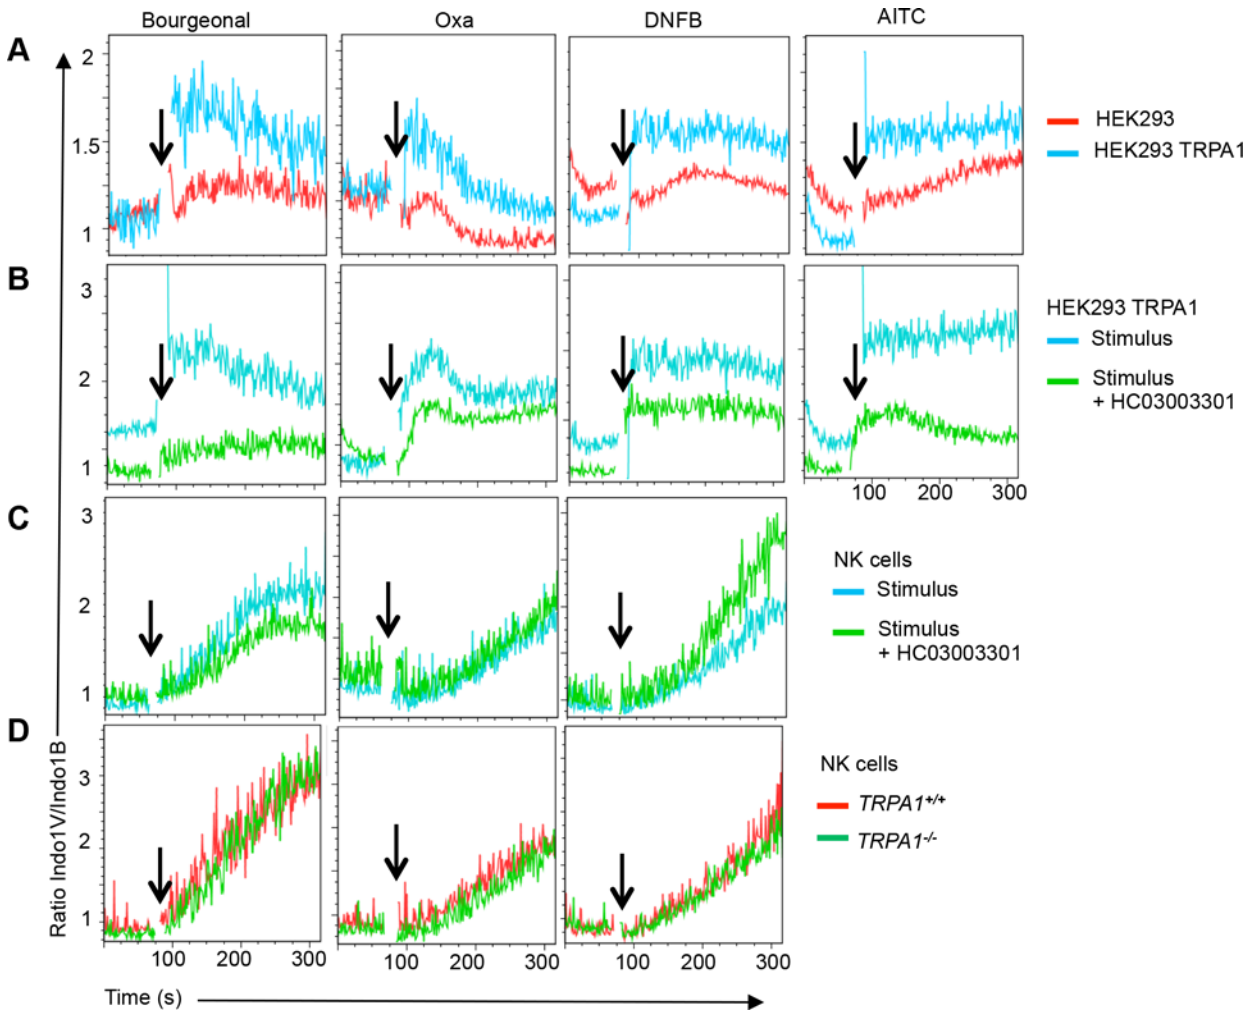 Bourgeonal Oxa DNFB AITC
A
2
1.5
1
HEK293
HEK293 TRPA1
B
3
2
1
100 200 300
HEK293 TRPA1
Stimulus
Stimulus
+ HC03003301
C
3
2
1
NK cells
Stimulus
Stimulus
+ HC03003301
D
3
2
1
100 200 300 100 200 300 100 200 300
NK cells
TRPA1+/+
TRPA1-/-
Ratio Indo1V/Indo1B
Time (s)